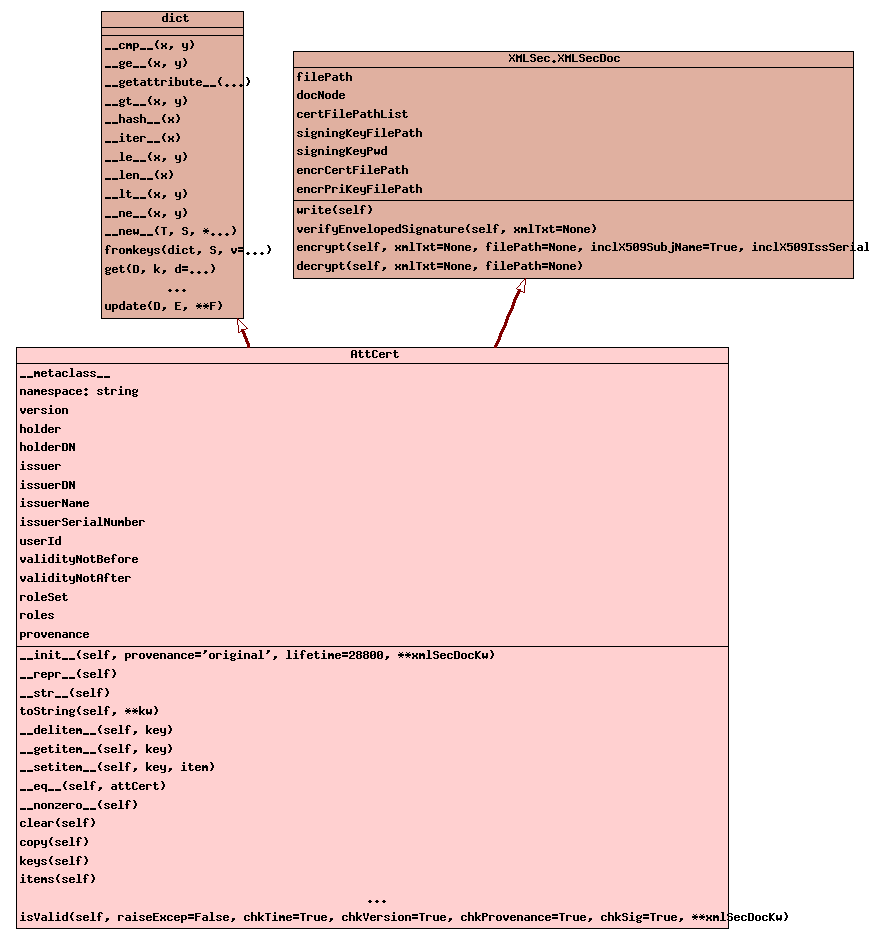 dict
__cmp__(x, y)
__ge__(x, y)
__getattribute__(...)
__gt__(x, y)
__hash__(x)
__iter__(x)
__le__(x, y)
__len__(x)
__lt__(x, y)
__ne__(x, y)
__new__(T, S, *...)
fromkeys(dict, S, v=...)
get(D, k, d=...)
...
update(D, E, **F)
XMLSec.XMLSecDoc
filePath
docNode
certFilePathList
signingKeyFilePath
signingKeyPwd
encrCertFilePath
encrPriKeyFilePath
write(self)
verifyEnvelopedSignature(self, xmlTxt=None)
encrypt(self, xmlTxt=None, filePath=None, inclX509SubjName=True, inclX509IssSerial
decrypt(self, xmlTxt=None, filePath=None)
AttCert
__metaclass__
namespace: string
version
holder
holderDN
issuer
issuerDN
issuerName
issuerSerialNumber
userId
validityNotBefore
validityNotAfter
roleSet
roles
provenance
__init__(self, provenance='original', lifetime=28800, **xmlSecDocKw)
__repr__(self)
__str__(self)
toString(self, **kw)
__delitem__(self, key)
__getitem__(self, key)
__setitem__(self, key, item)
__eq__(self, attCert)
__nonzero__(self)
clear(self)
copy(self)
keys(self)
items(self)
...
isValid(self, raiseExcep=False, chkTime=True, chkVersion=True, chkProvenance=True, chkSig=True, **xmlSecDocKw)